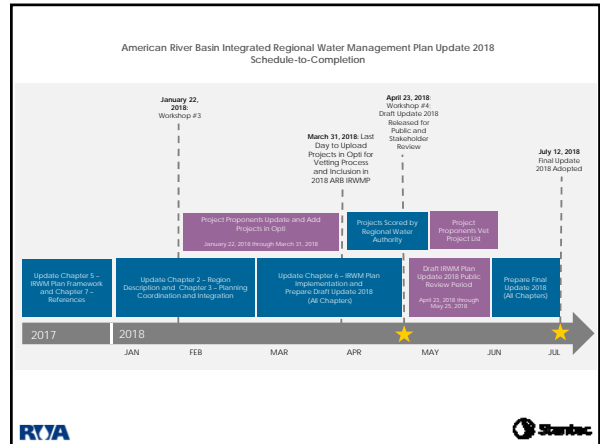 American River Basin Integrated Regional Water Management Plan Update 2018
Schedule-to-Completion
January 22,
2018:
Workshop #3
March 31, 2018: Last
Day to Upload
Projects in Opti for
Vetting Process
and Inclusion in
2018 ARB IRWMP
April 23, 2018:
Workshop #4:
Draft Update 2018
Released for
Public and
Stakeholder
Review
July 12, 2018
Final Update
2018 Adopted
Project Proponents Update and Add
Projects in Opti
January 22, 2018 through March 31, 2018
Projects Scored by
Regional Water
Authority
Project
Proponents Vet
Project List
Update Chapter 5 –
IRWM Plan Framework
and Chapter 7 –
References
Update Chapter 2 – Region
Description and Chapter 3 – Planning
Coordination and Integration
Update Chapter 6 – IRWM Plan
Implementation and
Prepare Draft Update 2018
(All Chapters)
Draft IRWM Plan
Update 2018 Public
Review Period
April 23, 2018 through
May 25, 2018
Prepare Final
Update 2018
(All Chapters)
2017
2018
JAN
FEB
MAR
APR
MAY
JUN
JUL
RWA
Stantec